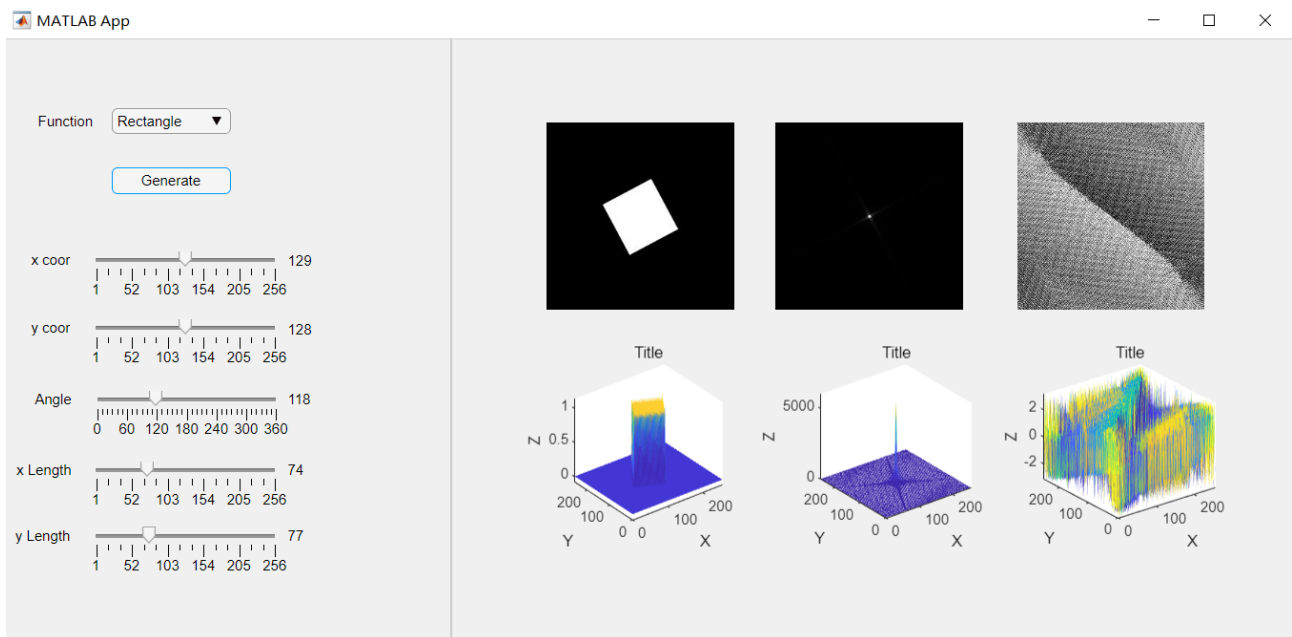 MATLAB App
Function Rectangle
Generate
x coor 129
1 52 103 154 205 256
y coor 128
1 52 103 154 205 256
Angle 118
0 60 120 180 240 300 360
x Length 74
1 52 103 154 205 256
y Length 77
1 52 103 154 205 256
Title
1
0.5
0
Z
200
100
0
Y
0
100
200
X
Title
5000
0
Z
200
100
0
Y
0
100
200
X
Title
2
0
-2
Z
200
100
0
Y
0
100
200
X